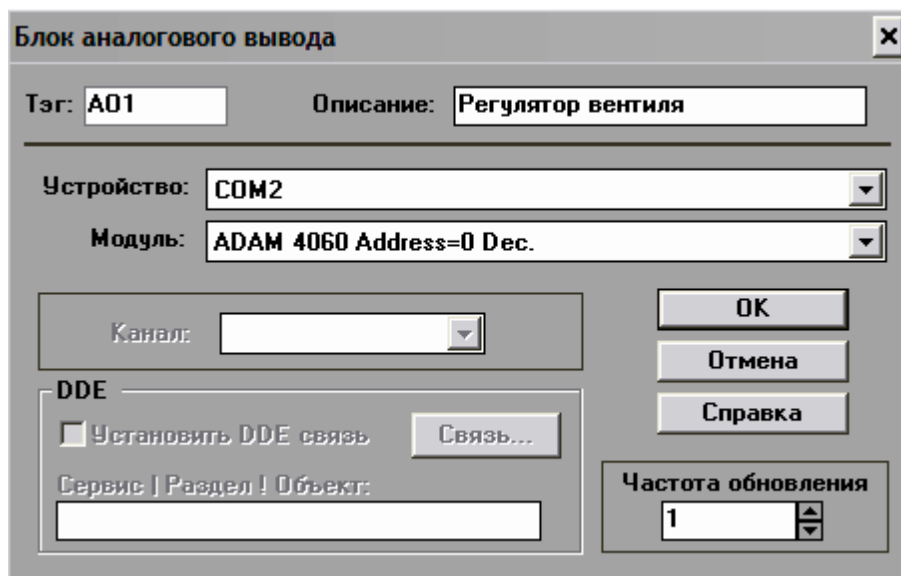 Блок аналогового вывода
Тэг: AO1 Описание: Регулятор вентиля
Устройство: COM2
Модуль: ADAM 4060 Address=0 Dec.
Канал:
OK
Отмена
Справка
DDE
Установить DDE связь Связь...
Сервис | Раздел ! Объект:
Частота обновления
1